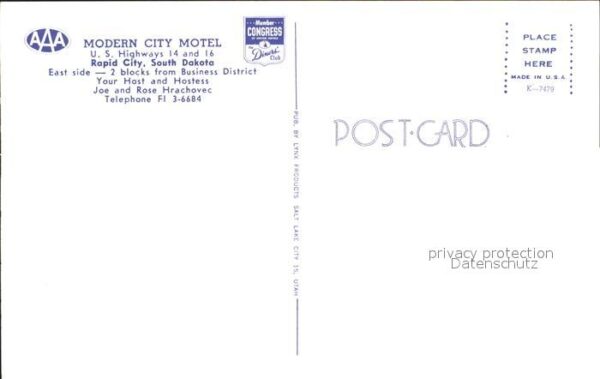 AAA
MODERN CITY MOTEL
U. S. Highways 14 and 16
Rapid City, South Dakota
East side — 2 blocks from Business District
Your Host and Hostess
Joe and Rose Hrachovec
Telephone FI 3-6684
Member
CONGRESS
Diners'
Club
PUB. BY LYNX PRODUCTS SALT LAKE CITY 15, UTAH
POST·CARD
PLACE
STAMP
HERE
MADE IN U.S.A.
K—7479
privacy protection
Datenschutz